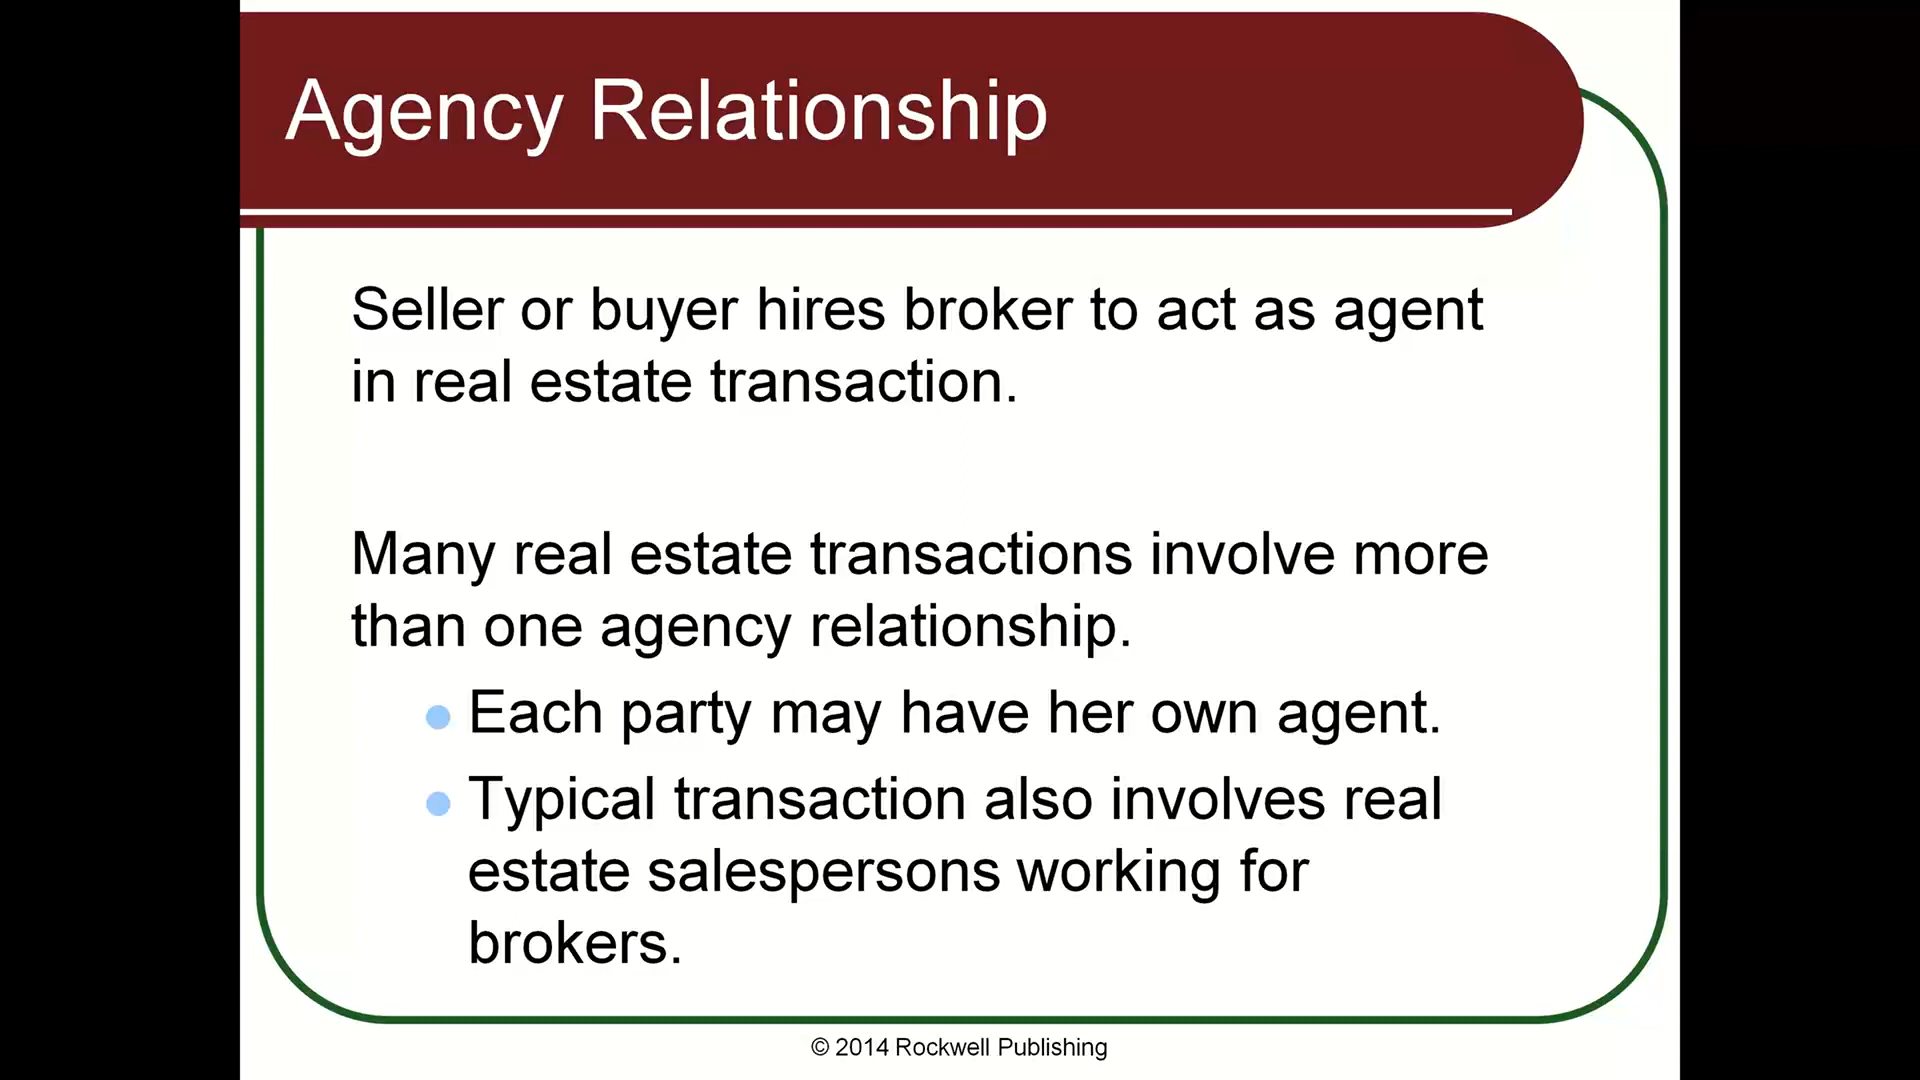 Agency Relationship
Seller or buyer hires broker to act as agent
in real estate transaction.
Many real estate transactions involve more
than one agency relationship.
Each party may have her own agent.
Typical transaction also involves real
estate salespersons working for
brokers.
© 2014 Rockwell Publishing